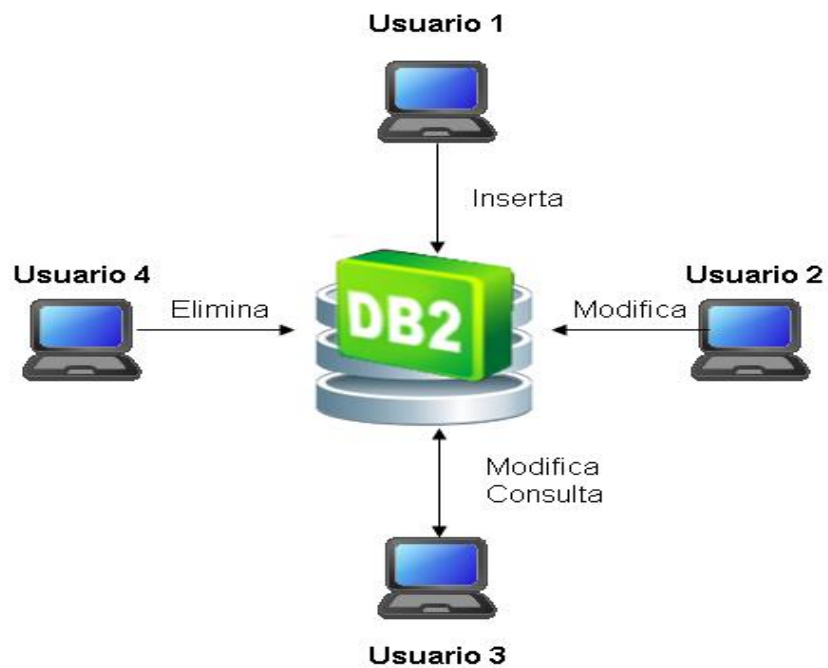 Usuario 1
Inserta
Usuario 4
Usuario 2
Elimina
DB2
Modifica
Modifica
Consulta
Usuario 3